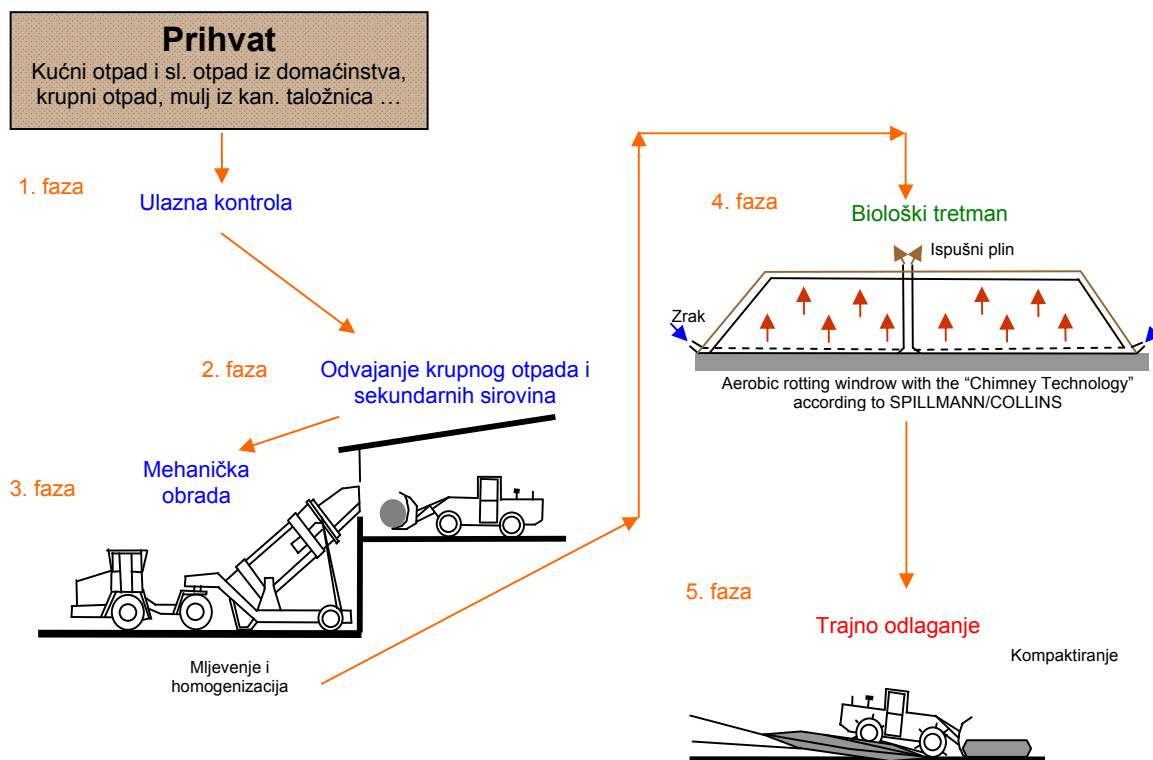 Prihvat
Kućni otpad i sl. otpad iz domaćinstva,
krupni otpad, mulj iz kan. taložnica …
1. faza
Ulazna kontrola
2. faza
Odvajanje krupnog otpada i
sekundarnih sirovina
3. faza
Mehanička
obrada
Mljevenje i
homogenizacija
4. faza
Biološki tretman
Ispušni plin
Zrak
Aerobic rotting windrow with the “Chimney Technology”
according to SPILLMANN/COLLINS
5. faza
Trajno odlaganje
Kompaktiranje